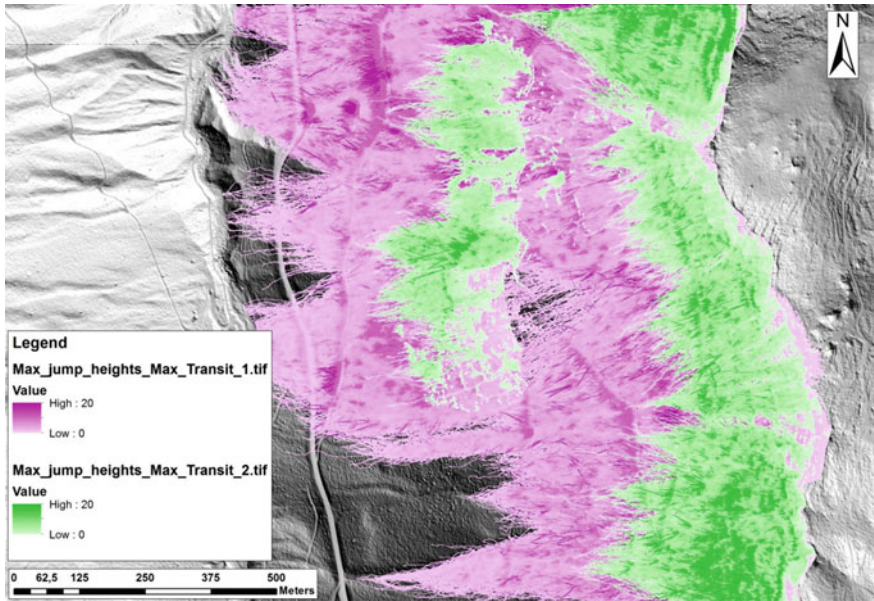 N
Legend
Max_jump_heights_Max_Transit_1.tif
Value
High : 20
Low : 0
Max_jump_heights_Max_Transit_2.tif
Value
High : 20
Low : 0
0 62,5 125 250 375 500
Meters